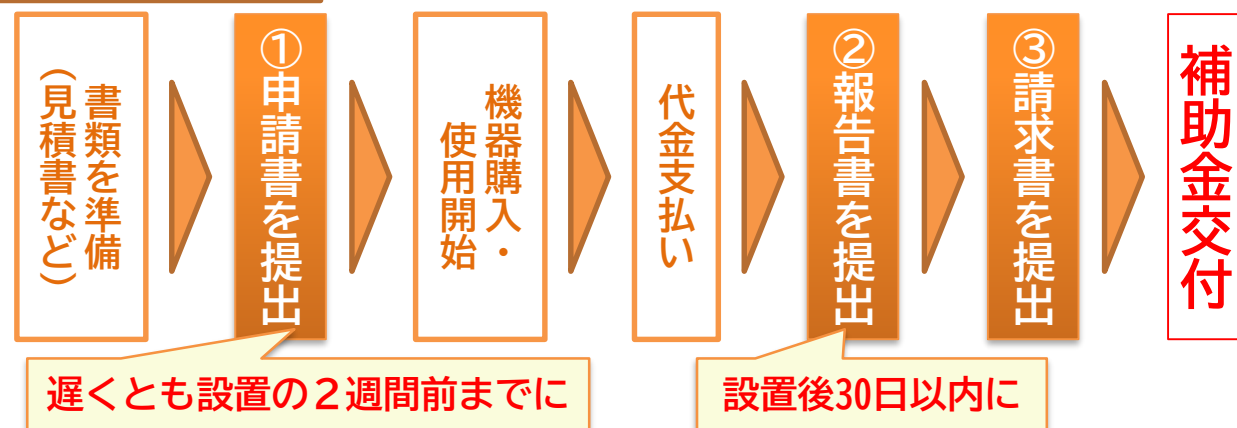 書類を準備
（見積書など）
①申請書を提出
機器購入・
使用開始
代金支払い
②報告書を提出
③請求書を提出
補助金交付
遅くとも設置の２週間前までに
設置後30日以内に